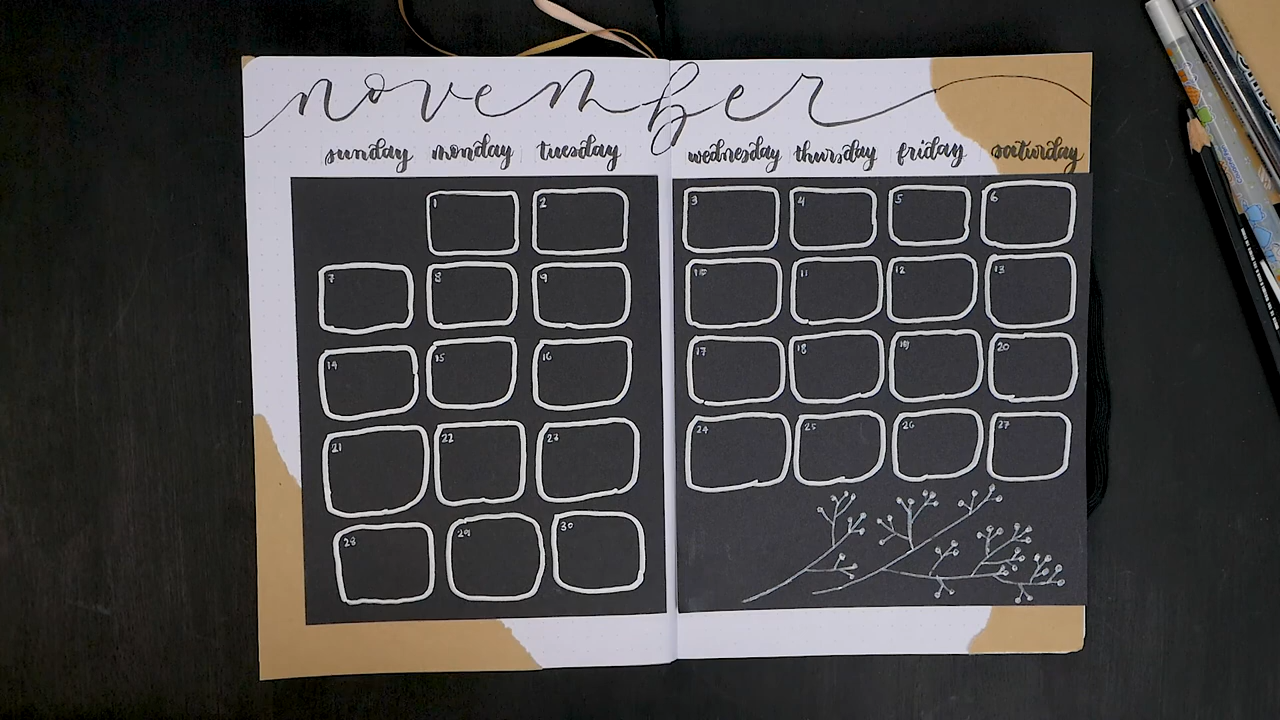 november
sunday monday tuesday wednesday thursday friday saturday
1 2 3 4 5 6
7 8 9 10 11 12 13
14 15 16 17 18 19 20
21 22 23 24 25 26 27
28 29 30